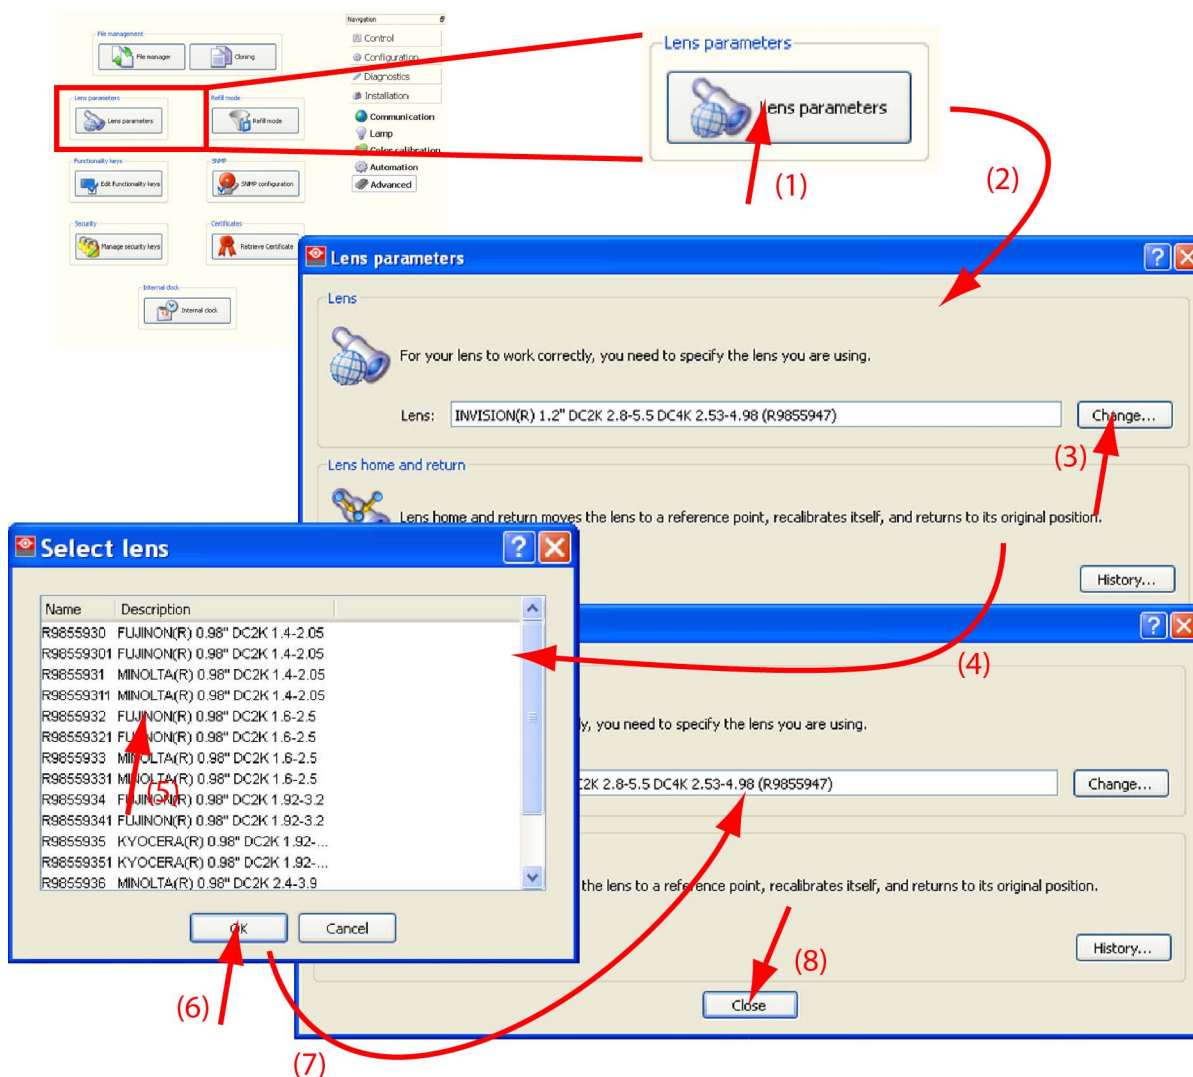 Navigation
File management
File manager
Cloning
Control
Configuration
Diagnostics
Installation
Communication
Lamp
Color calibration
Automation
Advanced
Lens parameters
Lens parameters
Refill mode
Refill mode
Functionality keys
Edit Functionality keys
SNMP
SNMP configuration
Security
Manage security keys
Certificates
Retrieve Certificate
Internal clock
Internal clock
Lens parameters
Lens parameters
(1)
(2)
Lens parameters
Lens
For your lens to work correctly, you need to specify the lens you are using.
Lens: INVISION(R) 1.2" DC2K 2.8-5.5 DC4K 2.53-4.98 (R9855947)
Change...
(3)
Lens home and return
Lens home and return moves the lens to a reference point, recalibrates itself, and returns to its original position.
History...
(4)
Select lens
Name Description
R9855930 FUJINON(R) 0.98" DC2K 1.4-2.05
R98559301 FUJINON(R) 0.98" DC2K 1.4-2.05
R9855931 MINOLTA(R) 0.98" DC2K 1.4-2.05
R98559311 MINOLTA(R) 0.98" DC2K 1.4-2.05
R9855932 FUJINON(R) 0.98" DC2K 1.6-2.5
R98559321 FUJINON(R) 0.98" DC2K 1.6-2.5
R9855933 MINOLTA(R) 0.98" DC2K 1.6-2.5
R98559331 MINOLTA(R) 0.98" DC2K 1.6-2.5
R9855934 FUJINON(R) 0.98" DC2K 1.92-3.2
R98559341 FUJINON(R) 0.98" DC2K 1.92-3.2
R9855935 KYOCERA(R) 0.98" DC2K 1.92-...
R98559351 KYOCERA(R) 0.98" DC2K 1.92-...
R9855936 MINOLTA(R) 0.98" DC2K 2.4-3.9
(5)
OK
Cancel
(6)
(7)
y, you need to specify the lens you are using.
C2K 2.8-5.5 DC4K 2.53-4.98 (R9855947)
Change...
the lens to a reference point, recalibrates itself, and returns to its original position.
History...
(8)
Close